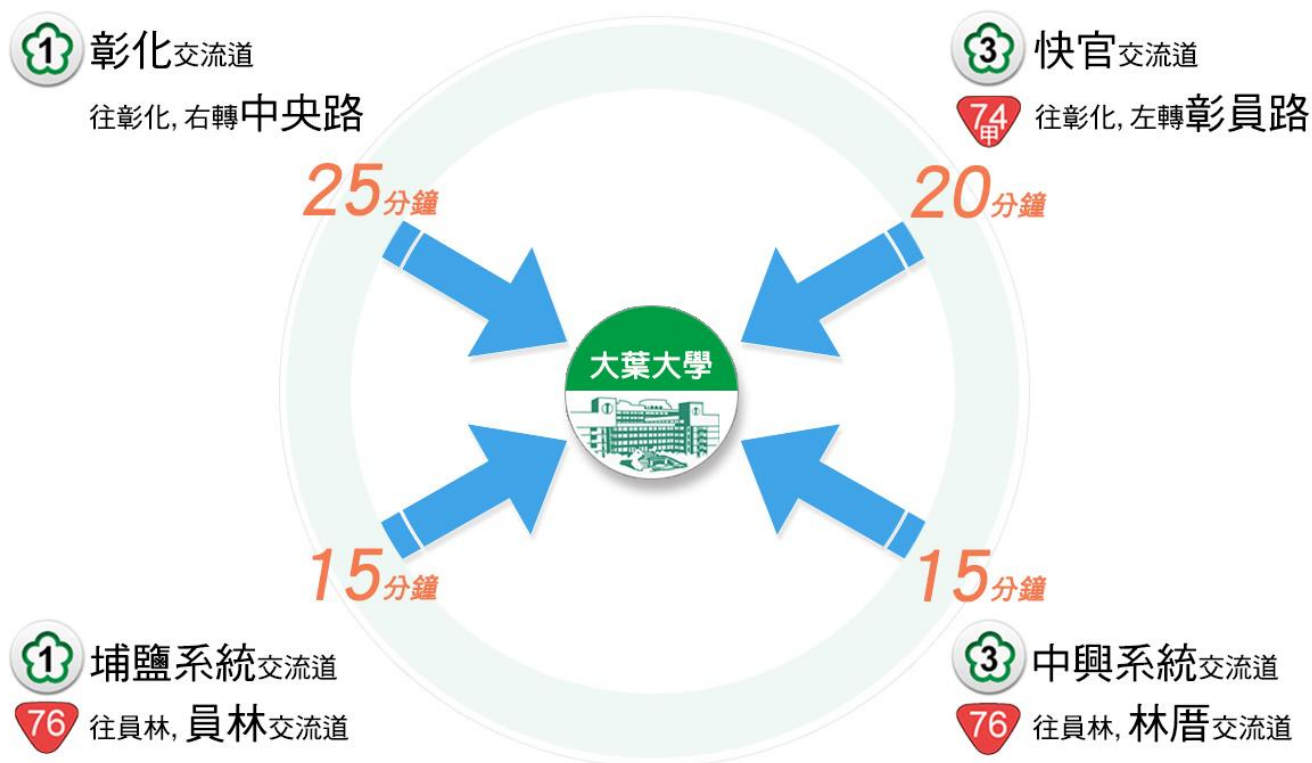 1 彰化交流道
往彰化, 右轉中央路
25分鐘
3 快官交流道
74甲 往彰化, 左轉彰員路
20分鐘
大葉大學
15分鐘
1 埔鹽系統交流道
76 往員林, 員林交流道
15分鐘
3 中興系統交流道
76 往員林, 林厝交流道